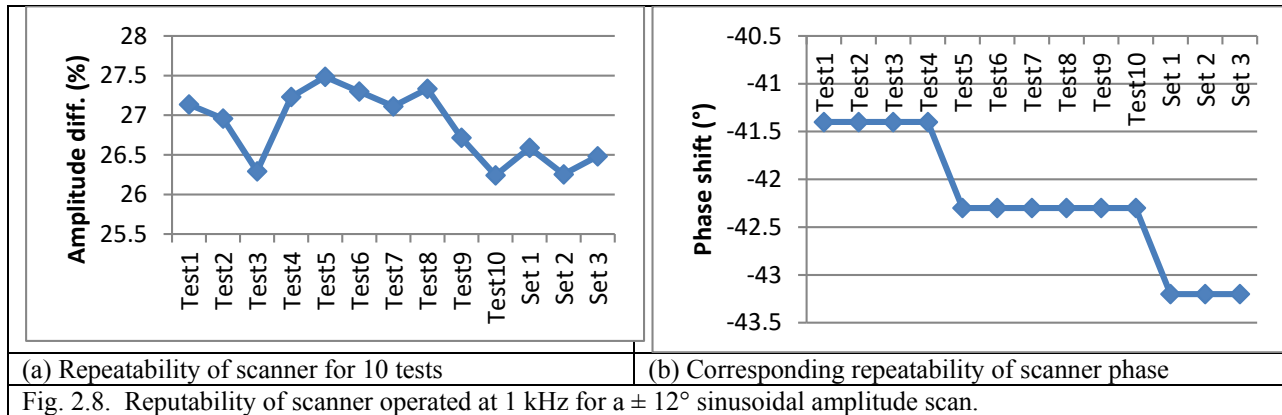 28
27.5
27
26.5
26
25.5
Amplitude diff. (%)
Test1
Test2
Test3
Test4
Test5
Test6
Test7
Test8
Test9
Test10
Set 1
Set 2
Set 3
(a) Repeatability of scanner for 10 tests
-40.5
-41
-41.5
-42
-42.5
-43
-43.5
Phase shift (°)
Test1
Test2
Test3
Test4
Test5
Test6
Test7
Test8
Test9
Test10
Set 1
Set 2
Set 3
(b) Corresponding repeatability of scanner phase
Fig. 2.8. Reputability of scanner operated at 1 kHz for a ± 12° sinusoidal amplitude scan.